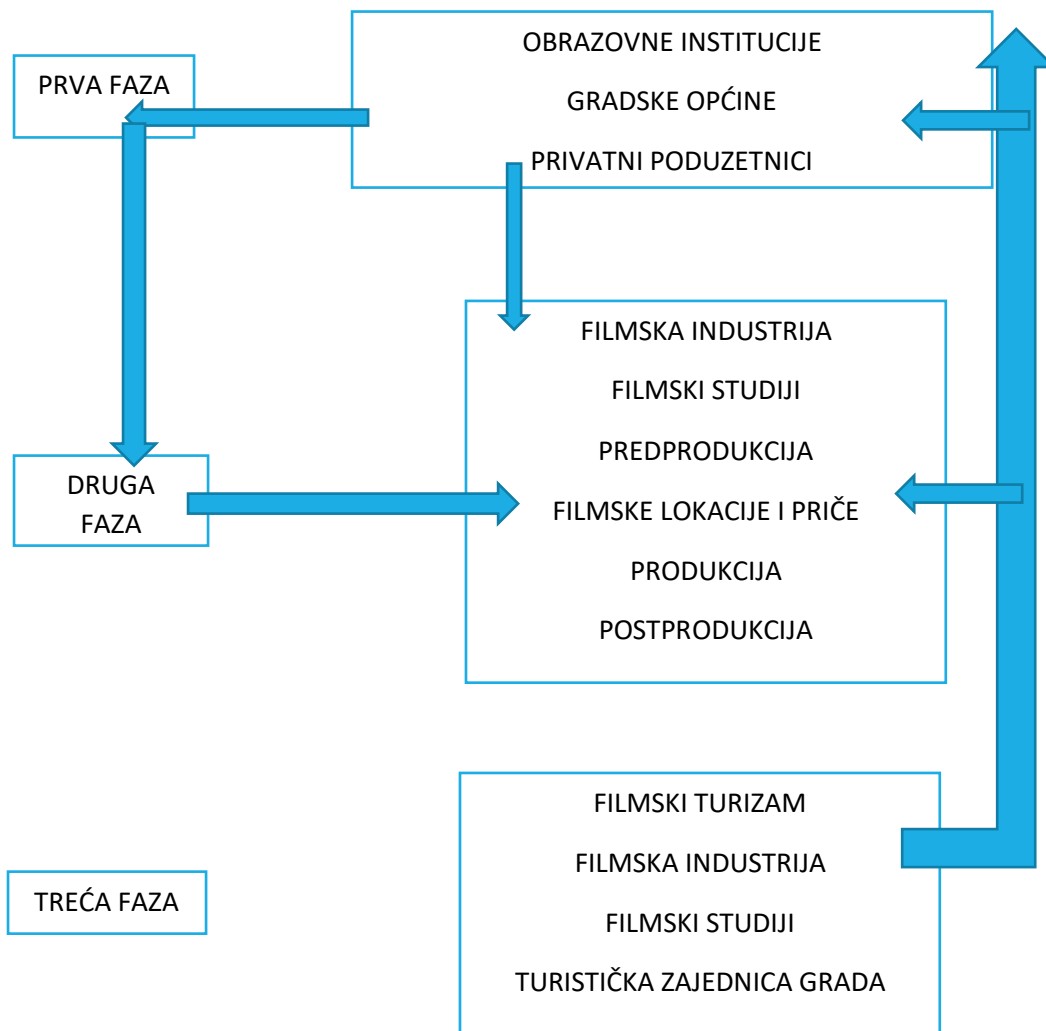 OBRAZOVNE INSTITUCIJE
GRADSKE OPĆINE
PRIVATNI PODUZETNICI
PRVA FAZA
FILMSKA INDUSTRIJA
FILMSKI STUDIJI
PREDPRODUKCIJA
FILMSKE LOKACIJE I PRIČE
PRODUKCIJA
POSTPRODUKCIJA
DRUGA
FAZA
FILMSKI TURIZAM
FILMSKA INDUSTRIJA
FILMSKI STUDIJI
TURISTIČKA ZAJEDNICA GRADA
TREĆA FAZA